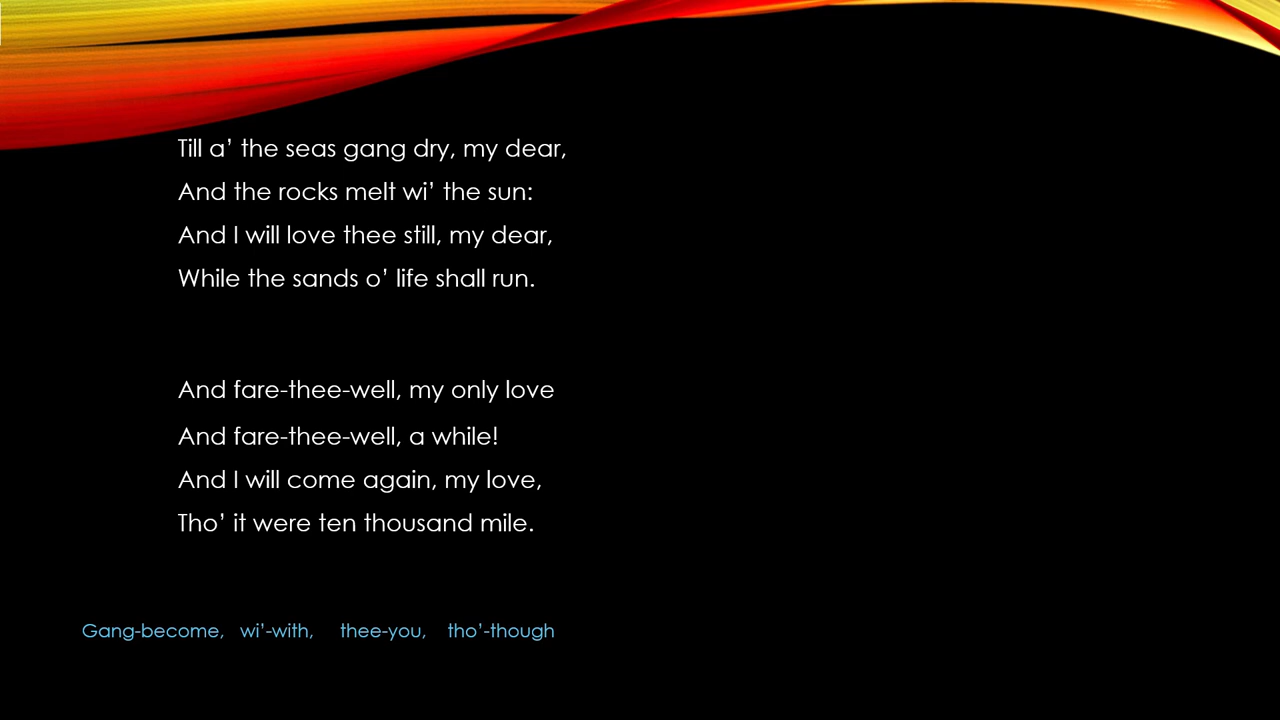 Till a’ the seas gang dry, my dear,
And the rocks melt wi’ the sun:
And I will love thee still, my dear,
While the sands o’ life shall run.
And fare-thee-well, my only love
And fare-thee-well, a while!
And I will come again, my love,
Tho’ it were ten thousand mile.
Gang-become, wi’-with, thee-you, tho’-though